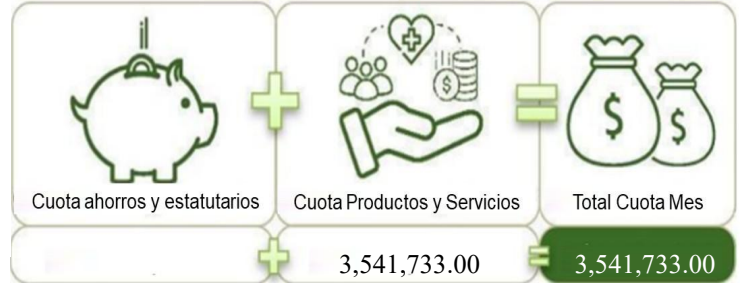 Cuota ahorros y estatutarios
Cuota Productos y Servicios
Total Cuota Mes
3,541,733.00
3,541,733.00